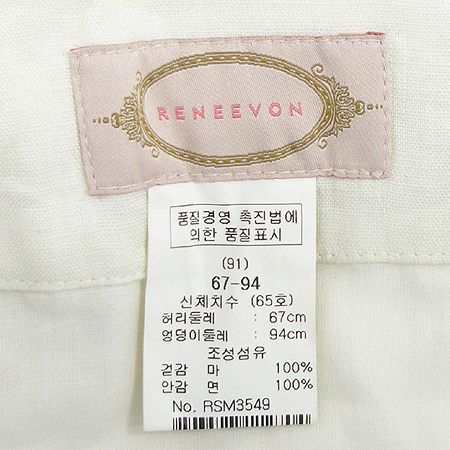 RENEEVON
품질경영 촉진법에
의한 품질표시
(91)
67-94
신체치수 (65호)
허리둘레 : 67cm
엉덩이둘레 : 94cm
조성섬유
겉감 마 100%
안감 면 100%
No. RSM3549